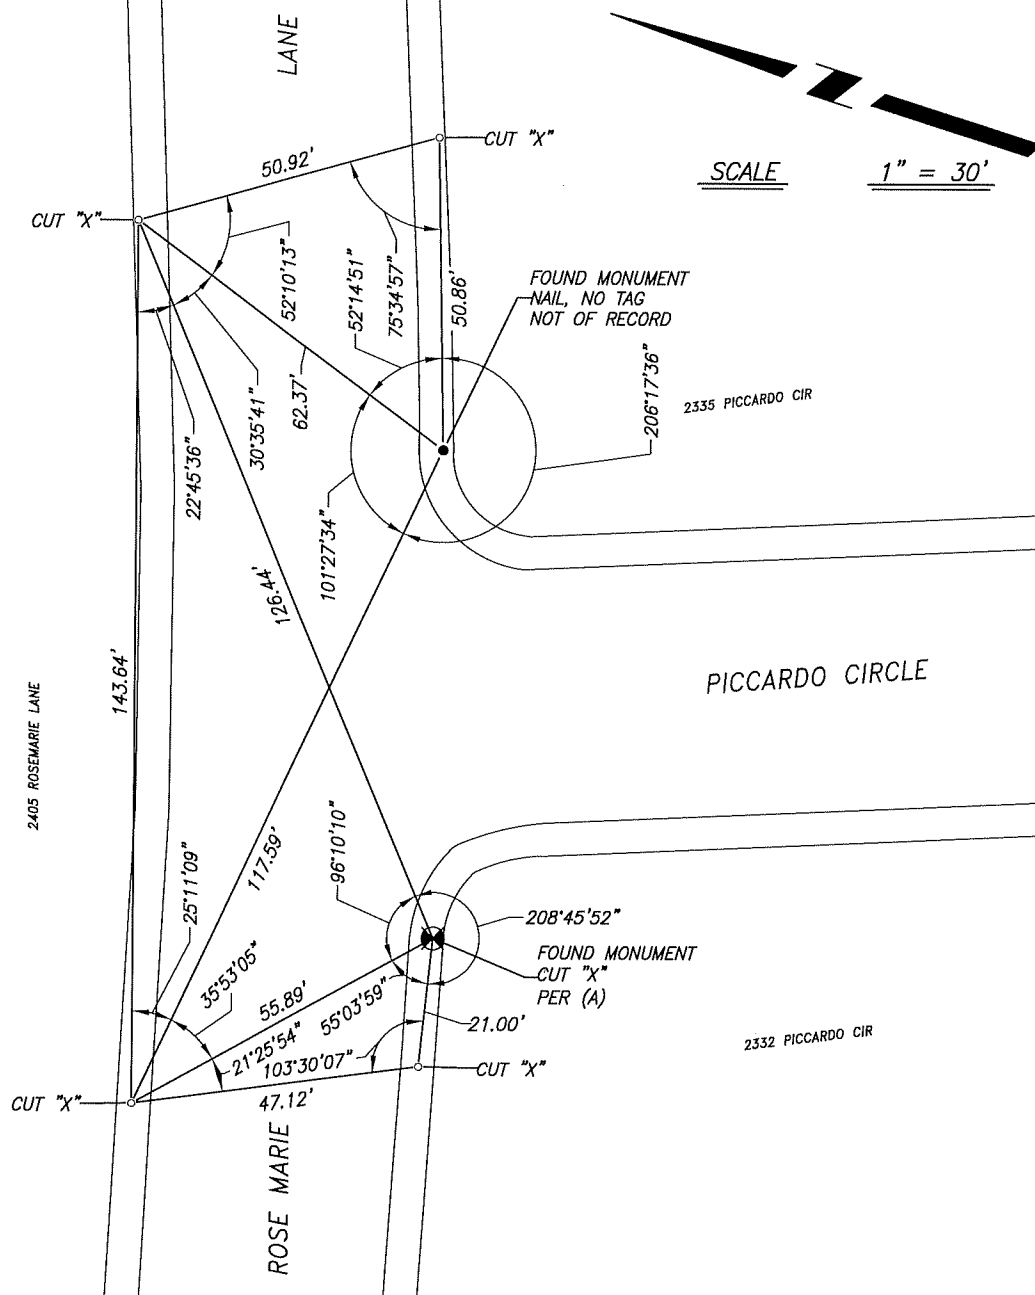 LANE
CUT "X"
50.92'
SCALE 1" = 30'
CUT "X"
52°10'13"
52°14'51"
75°34'57"
50.86'
FOUND MONUMENT
NAIL, NO TAG
NOT OF RECORD
206°17'36"
2335 PICCARDO CIR
62.37'
30°35'41"
22°45'36"
101°27'34"
126.44'
143.64'
PICCARDO CIRCLE
2405 ROSEMARIE LANE
96°10'10"
117.59'
25°11'09"
208°45'52"
FOUND MONUMENT
CUT "X"
PER (A)
35°53'05"
55.89'
55°03'59"
21.00'
21°25'54"
103°30'07"
2332 PICCARDO CIR
CUT "X"
CUT "X"
47.12'
ROSE MARIE